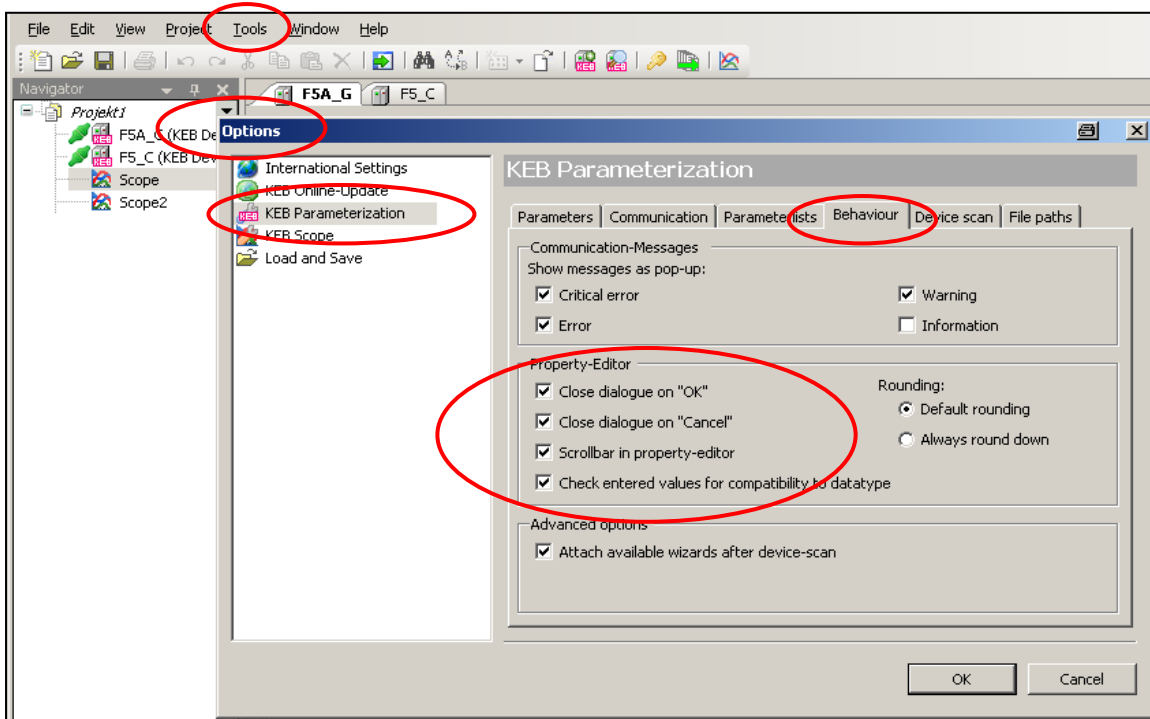 File Edit View Project Tools Window Help
Navigator
F5A_G F5_C
Projekt1
F5A_G (KEB De
F5_C (KEB Dev
Scope
Scope2
Options
International Settings
KEB Online-Update
KEB Parameterization
KEB Scope
Load and Save
KEB Parameterization
Parameters Communication Parameterlists Behaviour Device scan File paths
Communication-Messages
Show messages as pop-up:
Critical error Warning
Error Information
Property-Editor
Close dialogue on "OK"
Close dialogue on "Cancel"
Scrollbar in property-editor
Check entered values for compatibility to datatype
Rounding:
Default rounding
Always round down
Advanced options
Attach available wizards after device-scan
OK Cancel